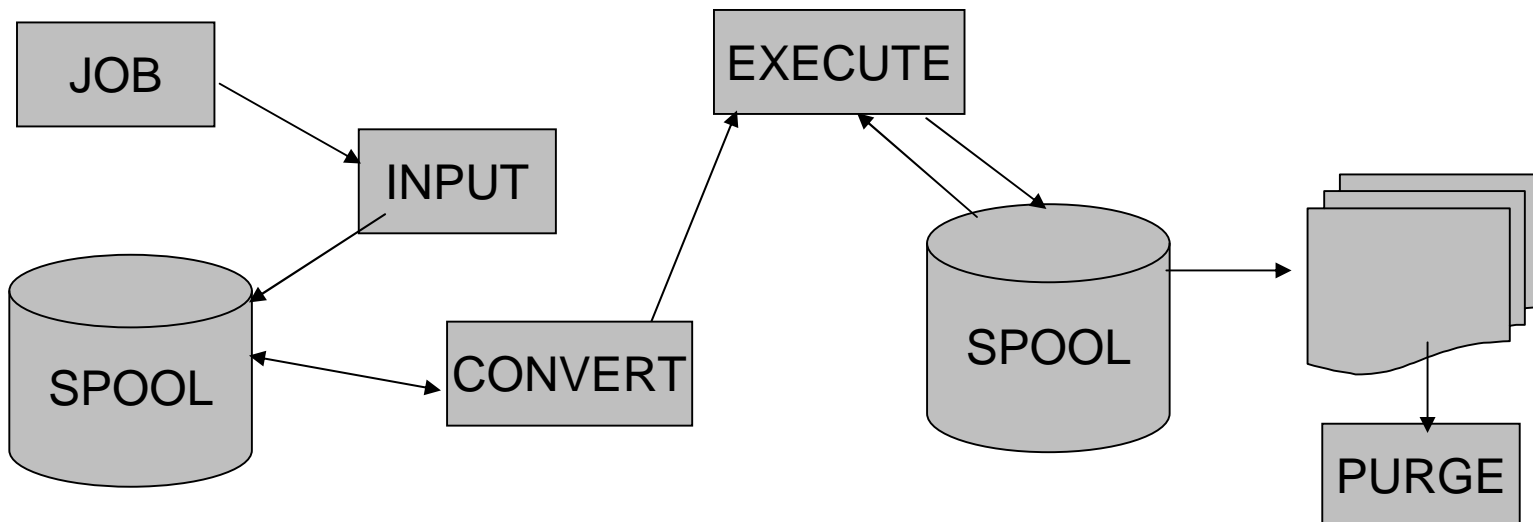 JOB
INPUT
SPOOL
CONVERT
EXECUTE
SPOOL
PURGE